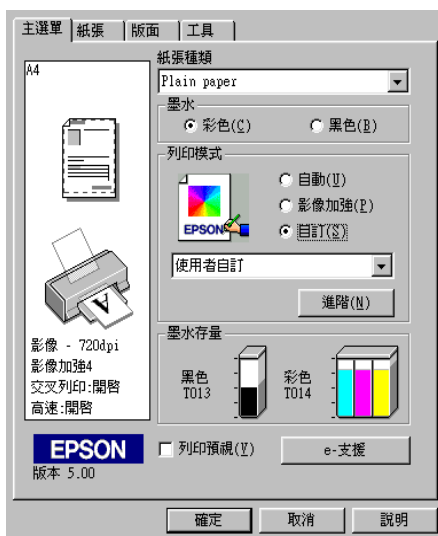 主選單 紙張 版面 工具
A4
紙張種類
Plain paper
墨水
彩色(C) 黑色(B)
列印模式
自動(U)
影像加強(P)
EPSON
自訂(S)
使用者自訂
進階(N)
影像 - 720dpi
影像加強4
交叉列印:開啓
高速:開啓
墨水存量
黑色
T013
彩色
T014
EPSON
版本 5.00
列印預視(V)
e-支援
確定 取消 説明